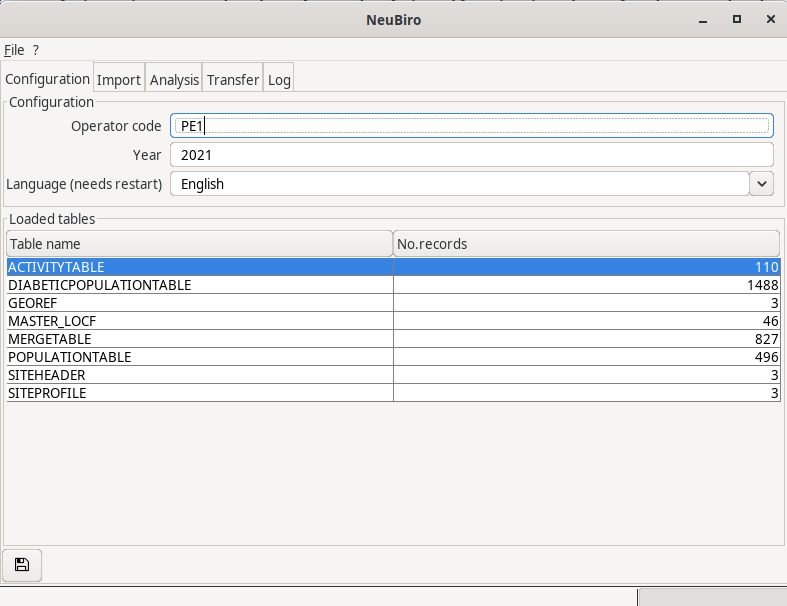 NeuBiro
File ?
Configuration Import Analysis Transfer Log
Configuration
Operator code PE1
Year 2021
Language (needs restart) English
Loaded tables
Table name No.records
ACTIVITYTABLE 110
DIABETICPOPULATIONTABLE 1488
GEOREF 3
MASTER_LOCF 46
MERGETABLE 827
POPULATIONTABLE 496
SITEHEADER 3
SITEPROFILE 3